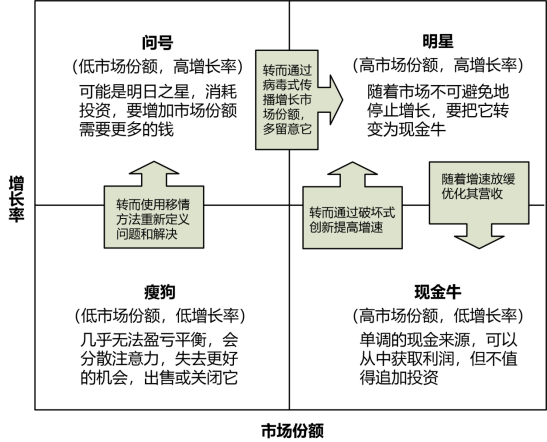 问号
(低市场份额，高增长率)
可能是明日之星，消耗
投资，要增加市场份额
需要更多的钱
转而通过
病毒式传
播增长市
场份额，
多留意它
明星
(高市场份额，高增长率)
随着市场不可避免地
停止增长，要把它转
变为现金牛
增长率
转而使用移情
方法重新定义
问题和解决
转而通过破坏式
创新提高增速
随着增速放缓
优化其营收
瘦狗
(低市场份额，低增长率)
几乎无法盈亏平衡，会
分散注意力，失去更好
的机会，出售或关闭它
现金牛
(高市场份额，低增长率)
单调的现金来源，可以
从中获取利润，但不值
得追加投资
市场份额